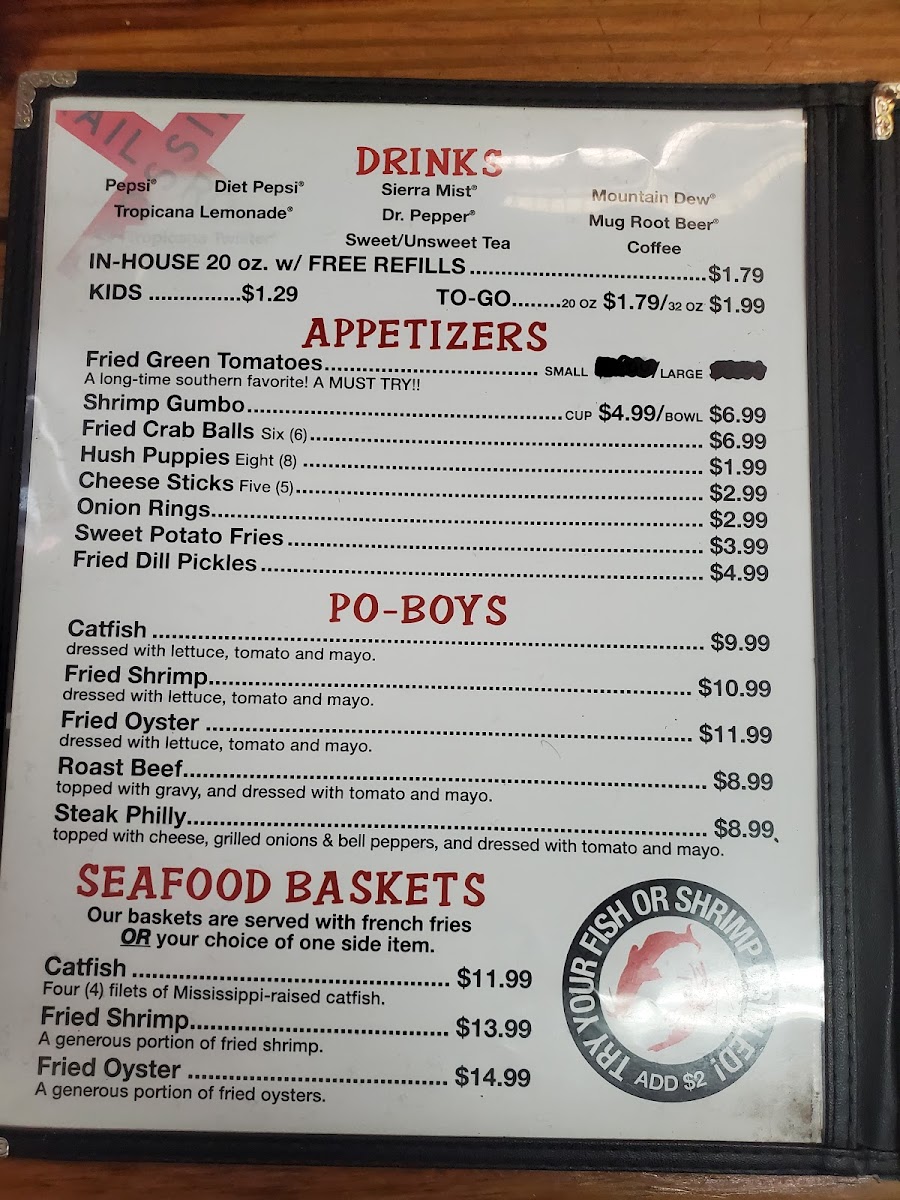 DRINKS
Pepsi® Diet Pepsi® Sierra Mist® Mountain Dew®
Tropicana Lemonade® Dr. Pepper® Mug Root Beer®
Tropicana Twister Sweet/Unsweet Tea Coffee
IN-HOUSE 20 oz. w/ FREE REFILLS $1.79
KIDS $1.29 TO-GO 20 OZ $1.79/32 OZ $1.99
APPETIZERS
Fried Green Tomatoes SMALL /LARGE
A long-time southern favorite! A MUST TRY!!
Shrimp Gumbo CUP $4.99/BOWL $6.99
Fried Crab Balls Six (6) $6.99
Hush Puppies Eight (8) $1.99
Cheese Sticks Five (5) $2.99
Onion Rings $2.99
Sweet Potato Fries $3.99
Fried Dill Pickles $4.99
PO-BOYS
Catfish $9.99
dressed with lettuce, tomato and mayo.
Fried Shrimp $10.99
dressed with lettuce, tomato and mayo.
Fried Oyster $11.99
dressed with lettuce, tomato and mayo.
Roast Beef $8.99
topped with gravy, and dressed with tomato and mayo.
Steak Philly $8.99
topped with cheese, grilled onions & bell peppers, and dressed with tomato and mayo.
SEAFOOD BASKETS
Our baskets are served with french fries
OR your choice of one side item.
Catfish $11.99
Four (4) filets of Mississippi-raised catfish.
Fried Shrimp $13.99
A generous portion of fried shrimp.
Fried Oyster $14.99
A generous portion of fried oysters.
TRY YOUR FISH OR SHRIMP
ADD $2